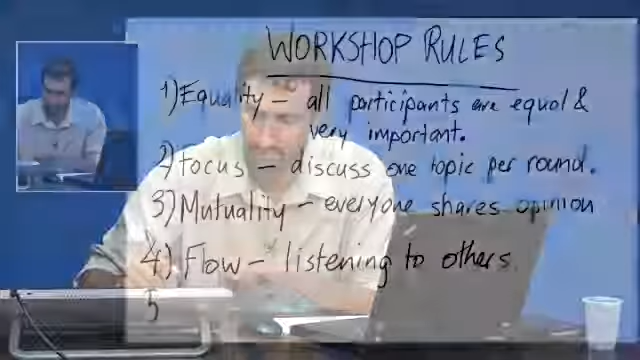 WORKSHOP RULES
1) Equality - all participants are equal &
very important.
2) Focus - discuss one topic per round.
3) Mutuality - everyone shares opinion
4) Flow - listening to others.
5